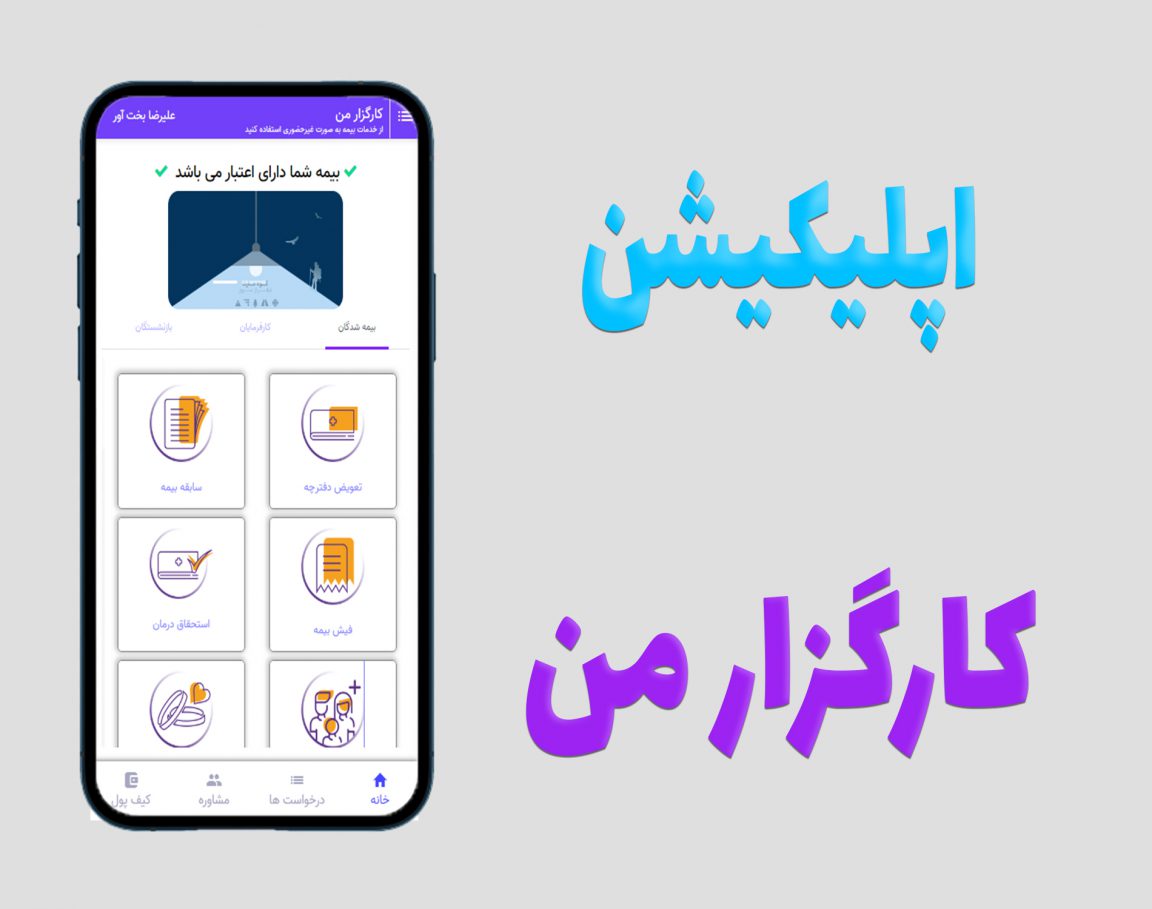 اپلیکیشن
کارگزار من
کارگزار من
علیرضا بخت آور
از خدمات بیمه به صورت غیرحضوری استفاده کنید
بیمه شما دارای اعتبار می باشد
بیمه شدگان
کارفرمایان
بازنشستگان
تعویض دفترچه
سابقه بیمه
فیش بیمه
استحقاق درمان
خانه
درخواست ها
مشاوره
کیف پول